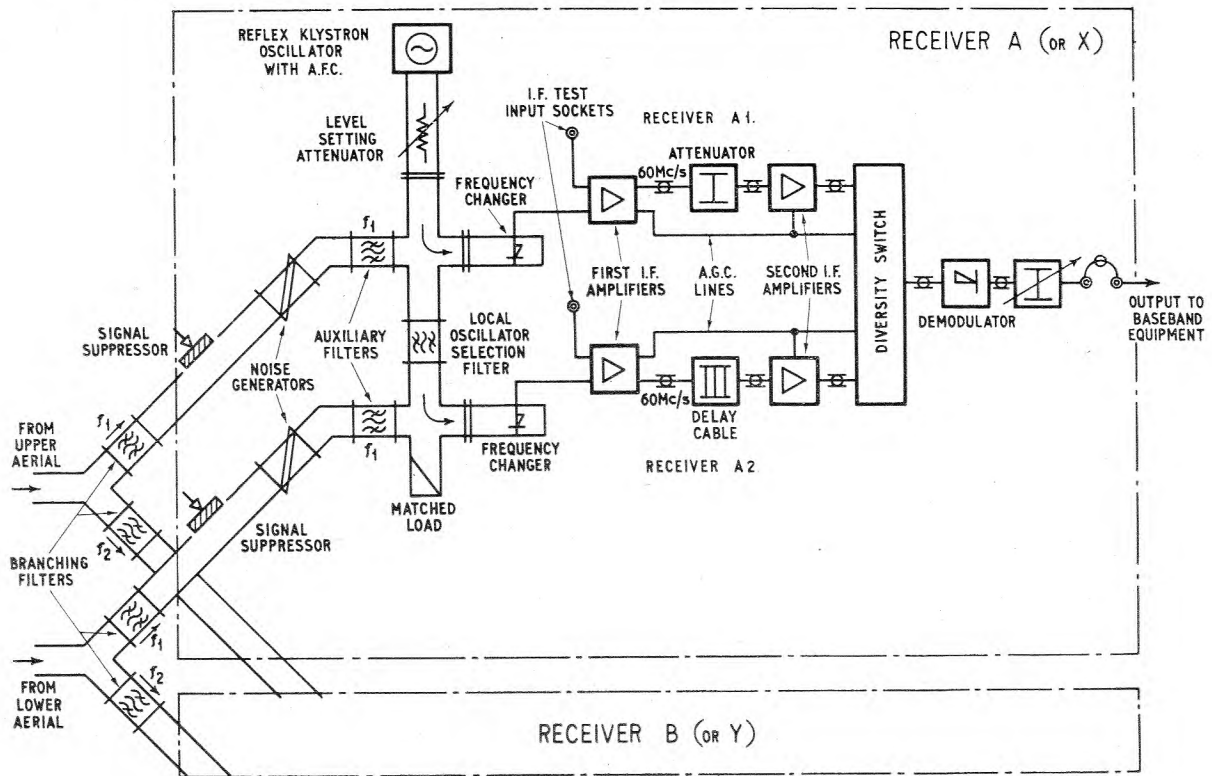 REFLEX KLYSTRON
OSCILLATOR
WITH A.F.C.
RECEIVER A (OR X)
I.F. TEST
INPUT SOCKETS
RECEIVER A1.
LEVEL
SETTING
ATTENUATOR
ATTENUATOR
60Mc/s
FREQUENCY
CHANGER
f1
FIRST I.F.
AMPLIFIERS
A.G.C.
LINES
SECOND I.F.
AMPLIFIERS
DIVERSITY SWITCH
DEMODULATOR
OUTPUT TO
BASEBAND
EQUIPMENT
SIGNAL
SUPPRESSOR
AUXILIARY
FILTERS
LOCAL
OSCILLATOR
SELECTION
FILTER
NOISE
GENERATORS
60Mc/s
DELAY
CABLE
f1
FREQUENCY
CHANGER
RECEIVER A2
MATCHED
LOAD
FROM
UPPER
AERIAL
f1
SIGNAL
SUPPRESSOR
f2
BRANCHING
FILTERS
f1
f2
FROM
LOWER
AERIAL
RECEIVER B (OR Y)